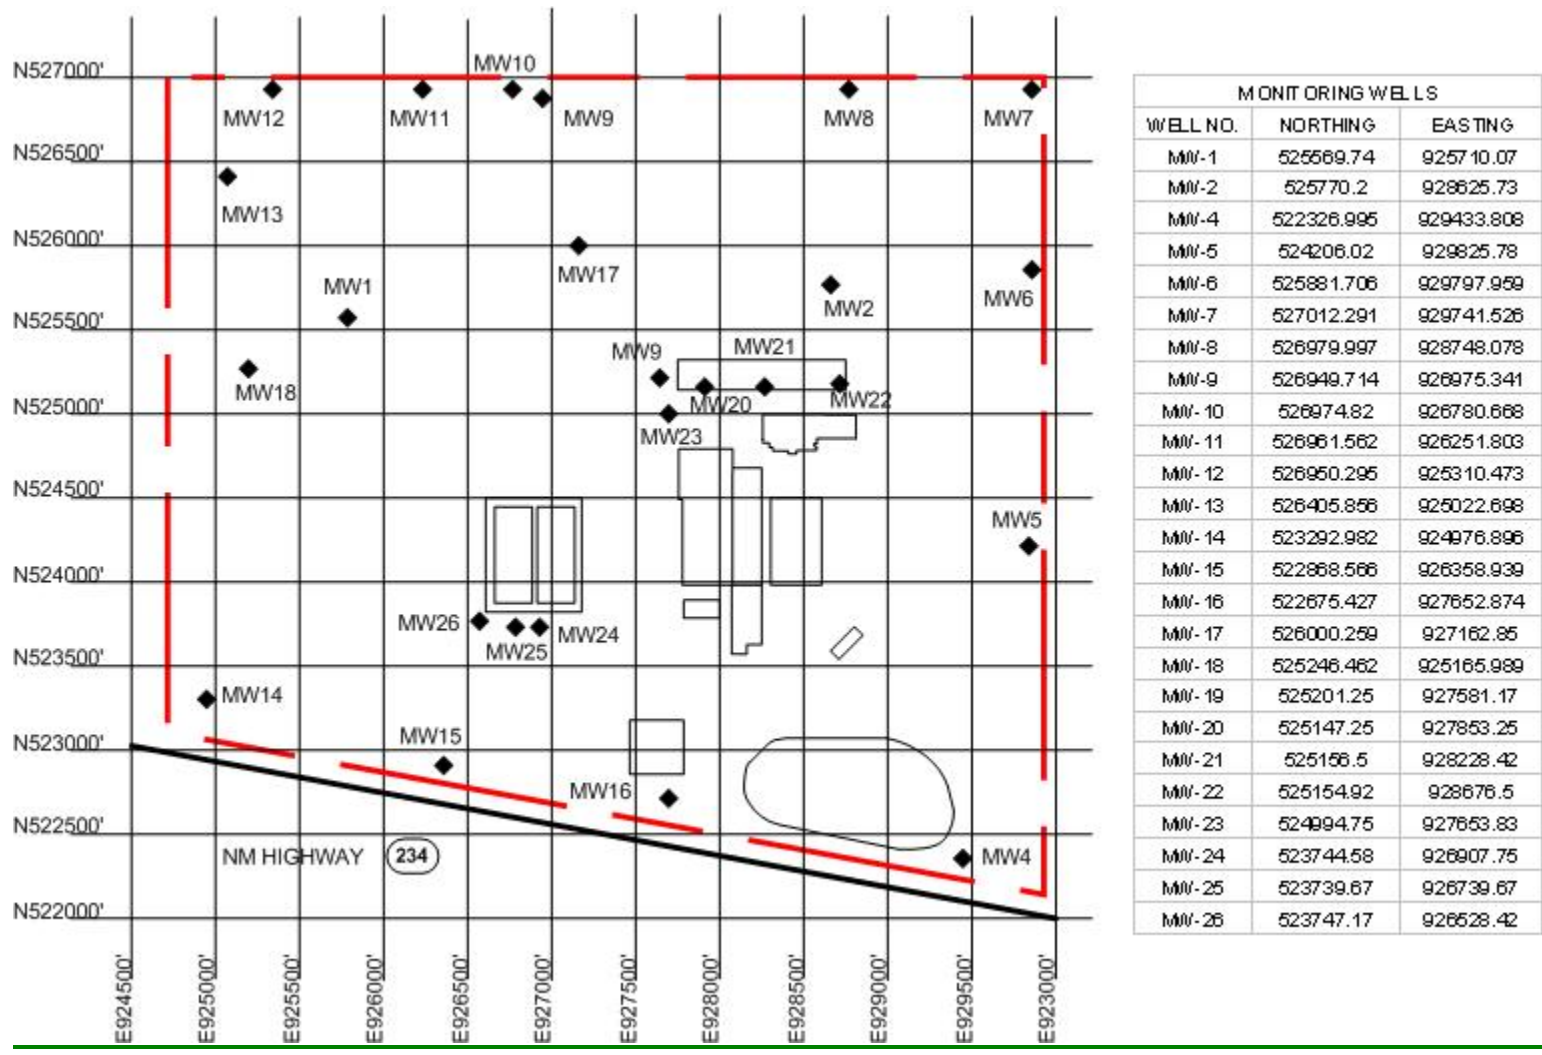 MW10
N527000'
MW12
MW11
MW9
MW8
MW7
N526500'
MW13
N526000'
MW17
MW1
MW2
MW6
N525500'
MW9
MW21
MW18
MW20
MW22
N525000'
MW23
N524500'
MW5
N524000'
MW26
MW25
MW24
N523500'
MW14
MW15
N523000'
MW16
N522500'
NM HIGHWAY 234
MW4
N522000'
E924500'
E925000'
E925500'
E926000'
E926500'
E927000'
E927500'
E928000'
E928500'
E929000'
E929500'
E923000'
MONITORING WELLS
WELL NO. NORTHING EASTING
MW-1 525569.74 925710.07
MW-2 525770.2 928625.73
MW-4 522326.995 929433.808
MW-5 524206.02 929825.78
MW-6 525881.706 929797.959
MW-7 527012.291 929741.526
MW-8 526979.997 928748.078
MW-9 526949.714 926975.341
MW-10 526974.82 926780.668
MW-11 526961.562 926251.803
MW-12 526950.295 925310.473
MW-13 526405.856 925022.698
MW-14 523292.982 924976.896
MW-15 522868.566 926358.939
MW-16 522675.427 927652.874
MW-17 526000.259 927162.85
MW-18 525246.462 925165.989
MW-19 525201.25 927581.17
MW-20 525147.25 927853.25
MW-21 525156.5 928228.42
MW-22 525154.92 928676.5
MW-23 524994.75 927653.83
MW-24 523744.58 926907.75
MW-25 523739.67 926739.67
MW-26 523747.17 926528.42